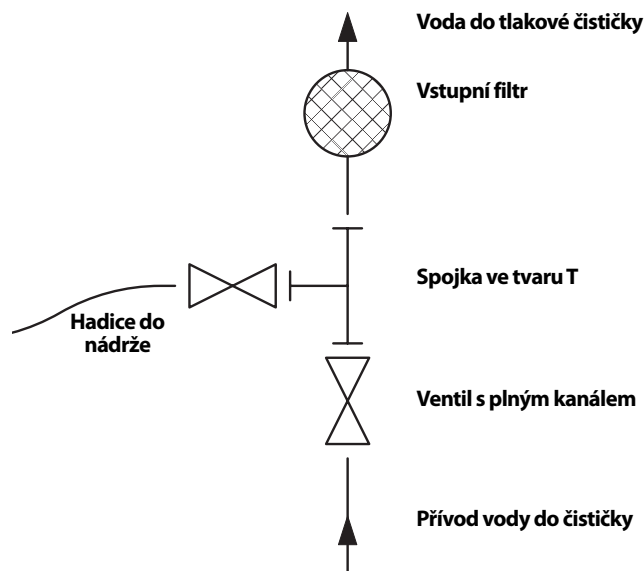 Voda do tlakové čističky
Vstupní filtr
Spojka ve tvaru T
Hadice do
nádrže
Ventil s plným kanálem
Přívod vody do čističky